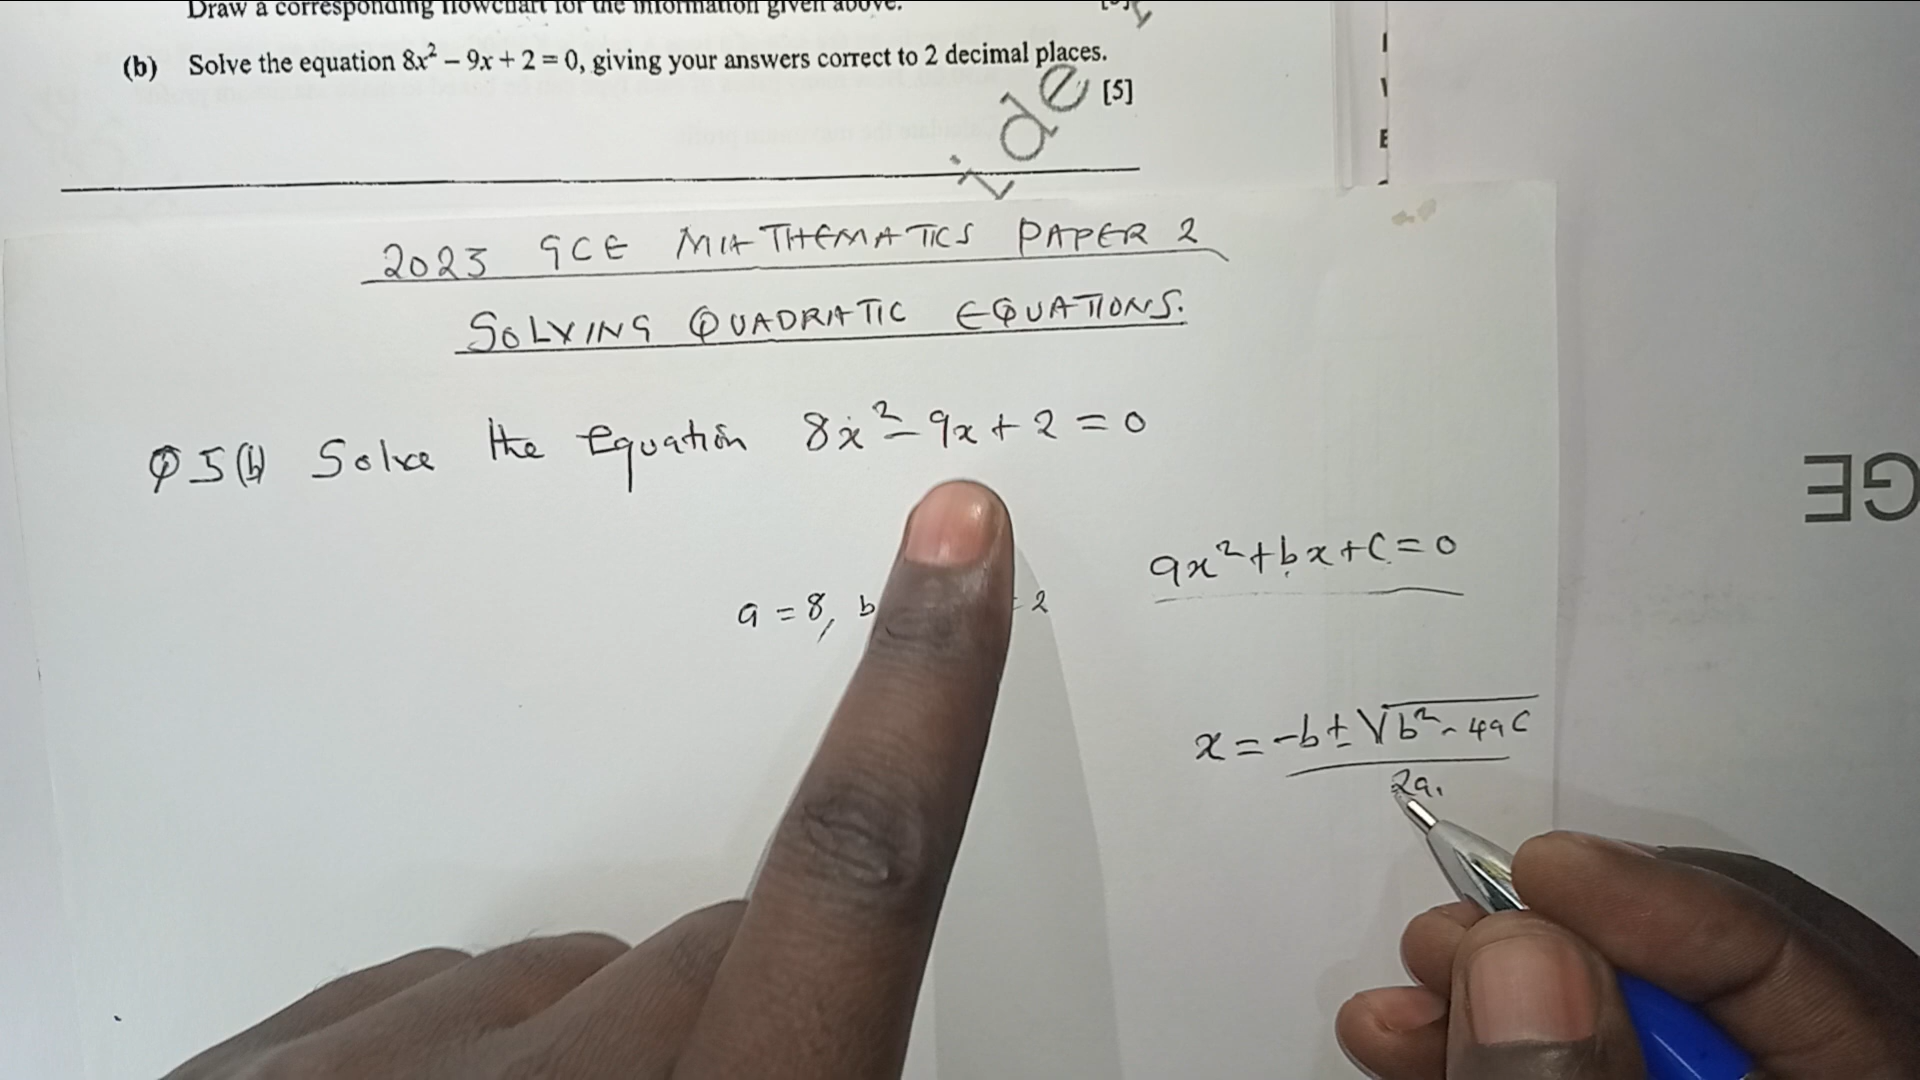 Draw a corresponding flowchart for the information given above.
(b) Solve the equation 8x² – 9x + 2 = 0, giving your answers correct to 2 decimal places.
[5]
ide
2023 GCE MATHEMATICS PAPER 2
SOLVING QUADRATIC EQUATIONS.
Q5(b) Solve the Equation 8x² – 9x + 2 = 0
ax² + bx + c = 0
a = 8, b = 2
x = -b ± √b² - 4ac
2a.
GE